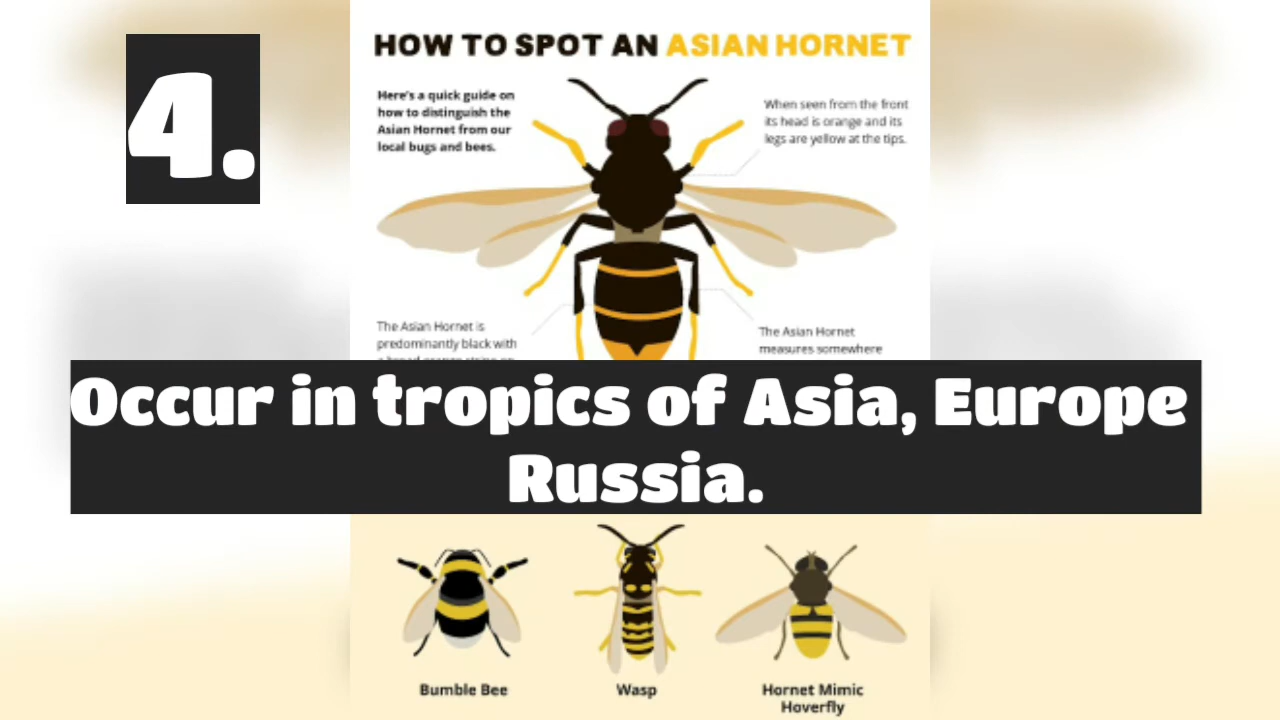 4.
HOW TO SPOT AN ASIAN HORNET
Here's a quick guide on
how to distinguish the
Asian Hornet from our
local bugs and bees.
When seen from the front
its head is orange and its
legs are yellow at the tips.
The Asian Hornet is
predominantly black with
The Asian Hornet
measures somewhere
Occur in tropics of Asia, Europe
Russia.
Bumble Bee
Wasp
Hornet Mimic
Hoverfly